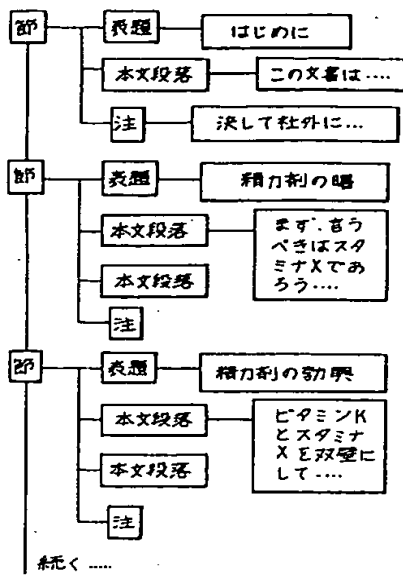 節 表題 はじめに
本文段落 この文書は‥‥
注 決して社外に…
節 表題 精力剤の噂
本文段落 まず、言う
べきはスタ
ミナXであ
ろう‥‥
本文段落
注
節 表題 精力剤の効果
本文段落 ビタミンK
とスタミナ
Xを双璧に
して‥‥
本文段落
注
続く‥‥‥